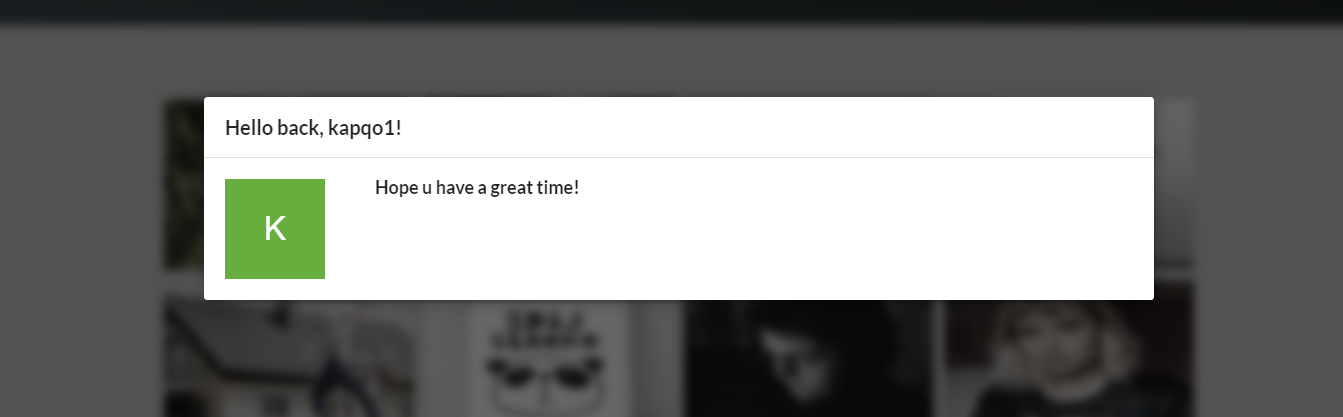 Hello back, kapqo1!
K
Hope u have a great time!